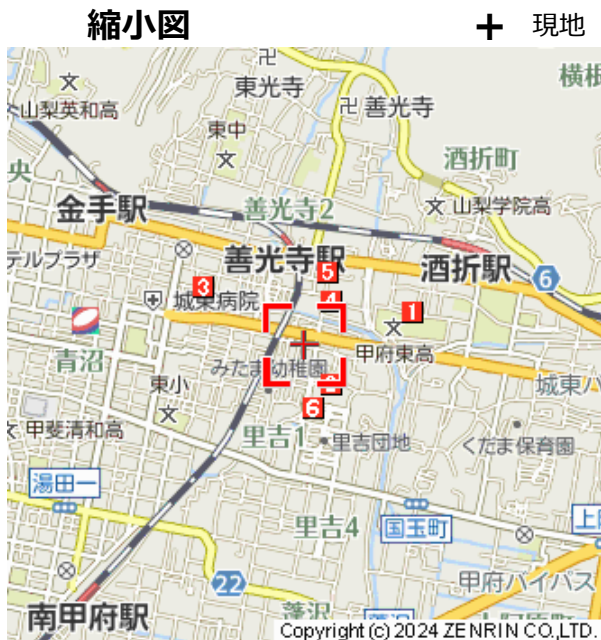 縮小図
現地
横根
東光寺
善光寺
山梨英和高
東中
酒折町
央
金手駅
善光寺2
山梨学院高
テルプラザ
善光寺駅
5
酒折駅
6
3
城東病院
4
1
青沼
甲府東高
みたま幼稚園
東小
2
城東バ
6
甲斐清和高
里吉1
里吉団地
くだま保育園
湯田一
里吉4
国玉町
上
22
甲府バイパス
南甲府駅
蓬沢
Copyright (c) 2024 ZENRIN CO.,LTD.